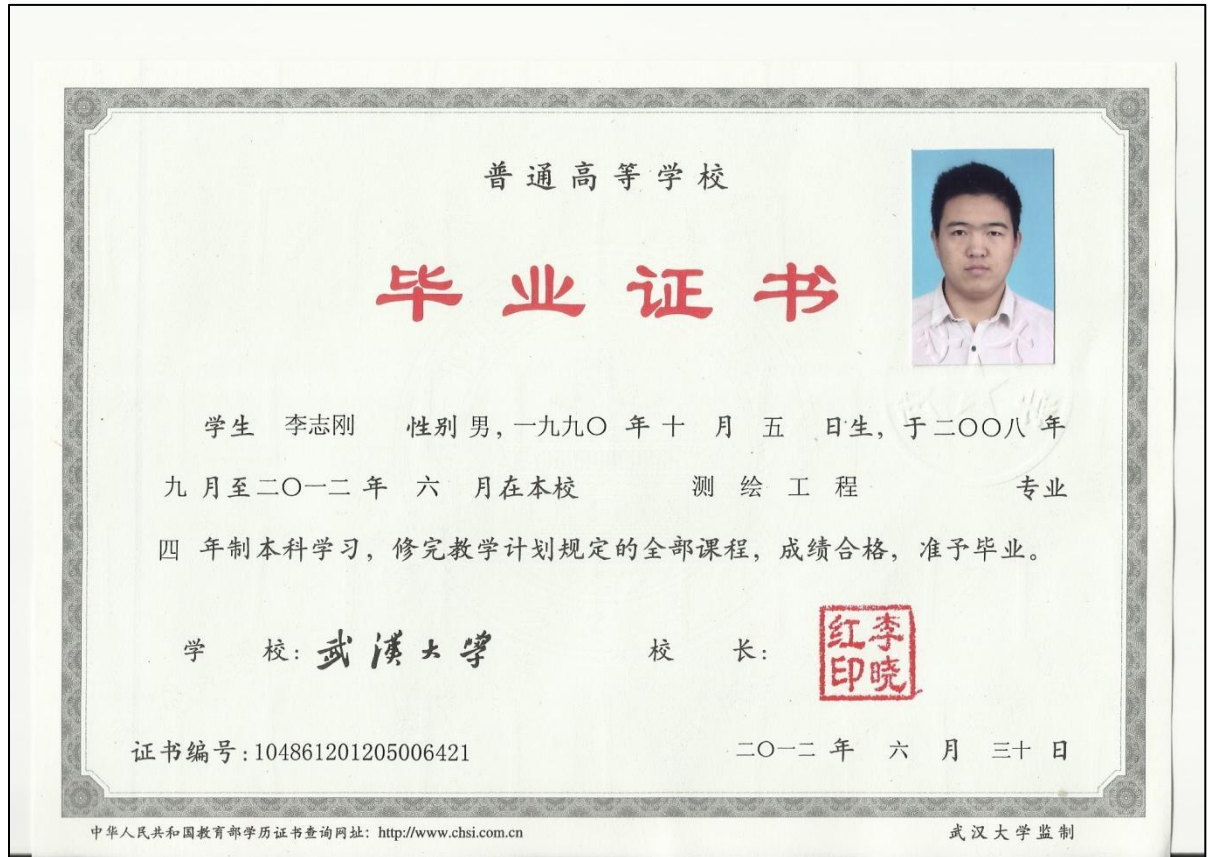 普通高等学校
毕业证书
学生 李志刚 性别 男，一九九〇 年 十 月 五 日生，于二〇〇八 年
九 月至二〇一二 年 六 月在本校 测绘工程 专业
四 年制本科学习，修完教学计划规定的全部课程，成绩合格，准予毕业。
学 校：武漢大学 校 长：李晓红印
证书编号：104861201205006421 二〇一二 年 六 月 三十 日
中华人民共和国教育部学历证书查询网址：http://www.chsi.com.cn 武汉大学监制